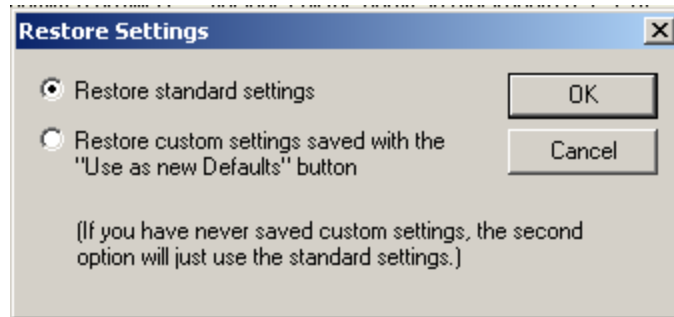 Restore Settings
Restore standard settings
OK
Restore custom settings saved with the
"Use as new Defaults" button
Cancel
(If you have never saved custom settings, the second
option will just use the standard settings.)